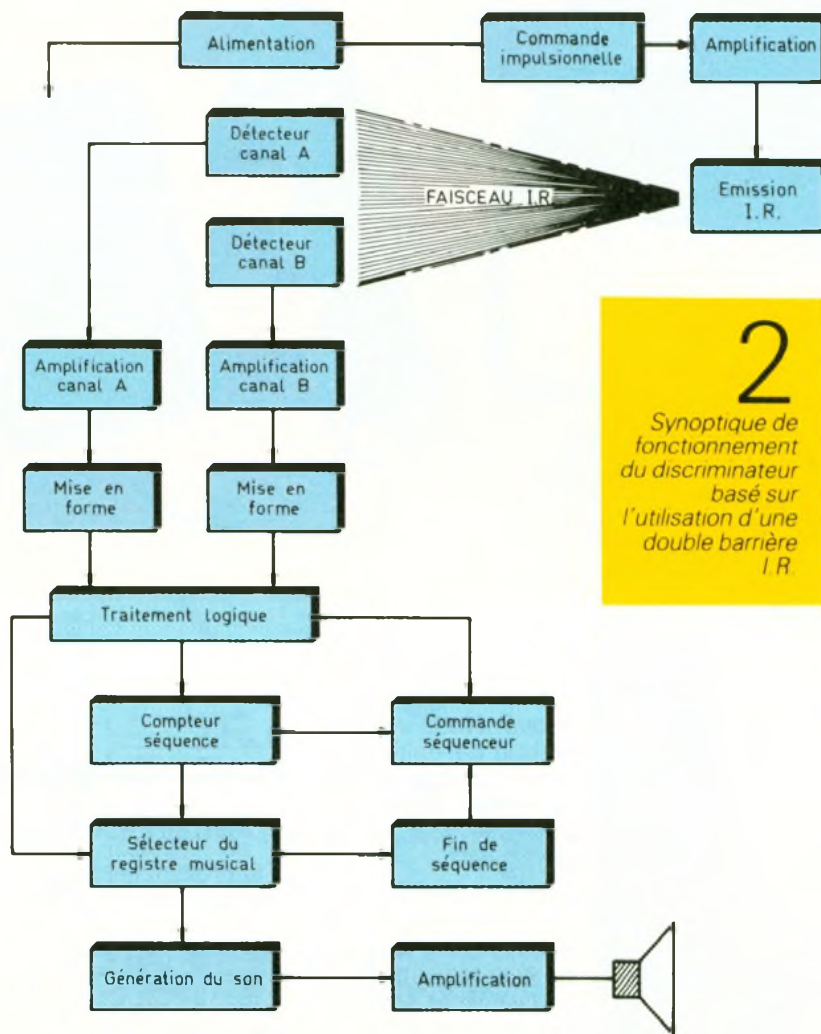 Alimentation
Commande
impulsionnelle
Amplification
Détecteur
canal A
FAISCEAU I.R.
Emission
I.R.
Détecteur
canal B
2
Synoptique de
fonctionnement
du discriminateur
basé sur
l'utilisation d'une
double barrière
I.R.
Amplification
canal A
Amplification
canal B
Mise en
forme
Mise en
forme
Traitement logique
Compteur
séquence
Commande
séquenceur
Sélecteur du
registre musical
Fin de
séquence
Génération du son
Amplification